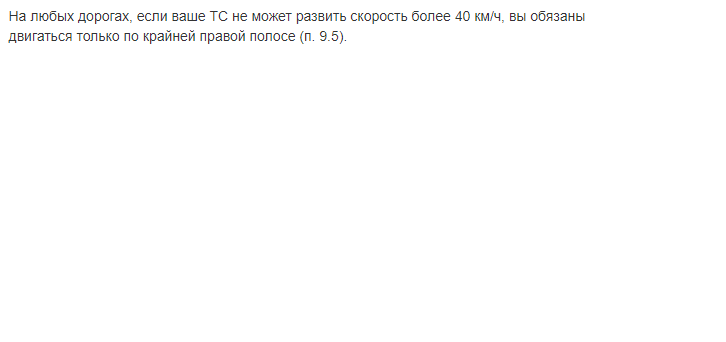 На любых дорогах, если ваше ТС не может развить скорость более 40 км/ч, вы обязаны
двигаться только по крайней правой полосе (п. 9.5).